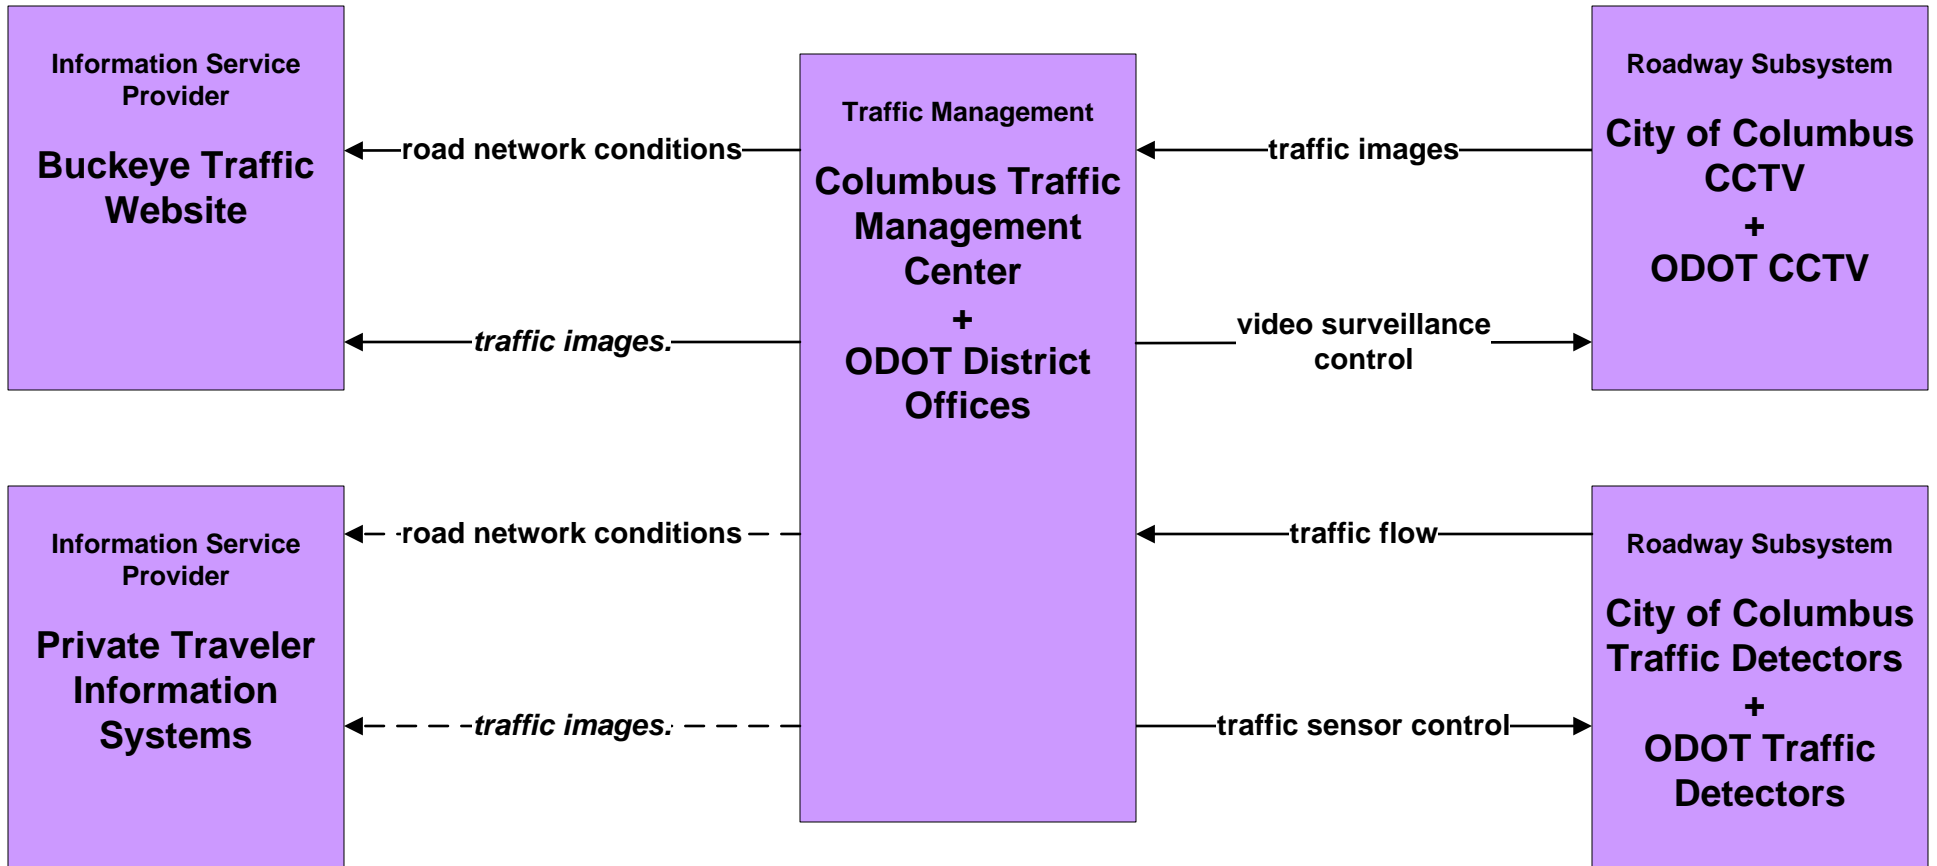 Information Service
Provider
Buckeye Traffic
Website
road network conditions
traffic images.
Traffic Management
Columbus Traffic
Management
Center
+
ODOT District
Offices
traffic images
video surveillance
control
Roadway Subsystem
City of Columbus
CCTV
+
ODOT CCTV
Information Service
Provider
Private Traveler
Information
Systems
road network conditions
traffic images.
traffic flow
traffic sensor control
Roadway Subsystem
City of Columbus
Traffic Detectors
+
ODOT Traffic
Detectors